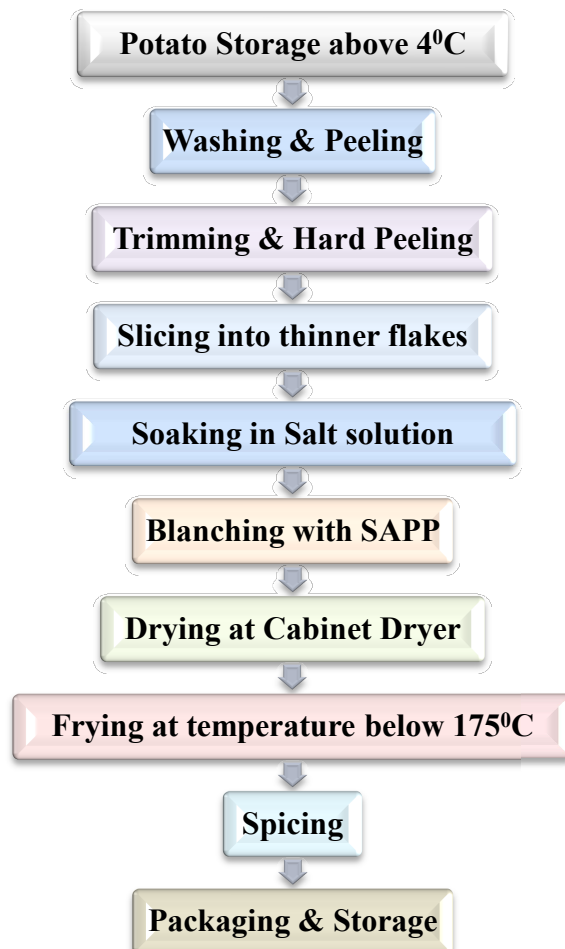 Potato Storage above 4⁰C
Washing & Peeling
Trimming & Hard Peeling
Slicing into thinner flakes
Soaking in Salt solution
Blanching with SAPP
Drying at Cabinet Dryer
Frying at temperature below 175⁰C
Spicing
Packaging & Storage